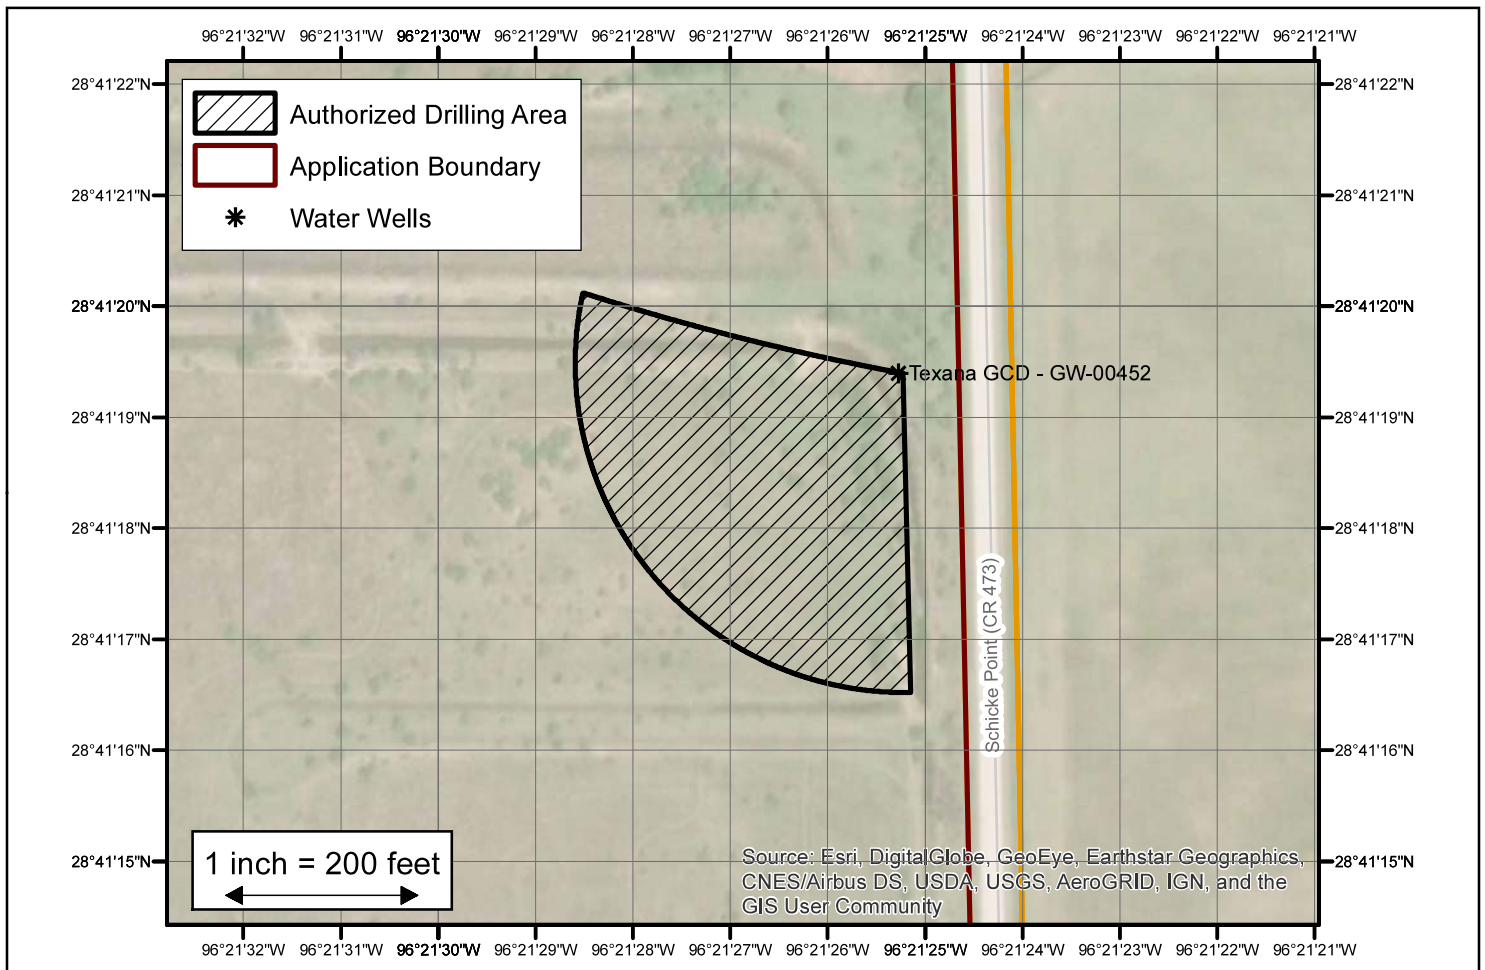 96°21'32"W 96°21'31"W 96°21'30"W 96°21'29"W 96°21'28"W 96°21'27"W 96°21'26"W 96°21'25"W 96°21'24"W 96°21'23"W 96°21'22"W 96°21'21"W
28°41'22"N 28°41'22"N
Authorized Drilling Area
Application Boundary
Water Wells
28°41'21"N 28°41'21"N
28°41'20"N 28°41'20"N
Texana GCD - GW-00452
28°41'19"N 28°41'19"N
28°41'18"N 28°41'18"N
Schicke Point (CR 473)
28°41'17"N 28°41'17"N
28°41'16"N 28°41'16"N
28°41'15"N 28°41'15"N
1 inch = 200 feet
Source: Esri, DigitalGlobe, GeoEye, Earthstar Geographics,
CNES/Airbus DS, USDA, USGS, AeroGRID, IGN, and the
GIS User Community
96°21'32"W 96°21'31"W 96°21'30"W 96°21'29"W 96°21'28"W 96°21'27"W 96°21'26"W 96°21'25"W 96°21'24"W 96°21'23"W 96°21'22"W 96°21'21"W